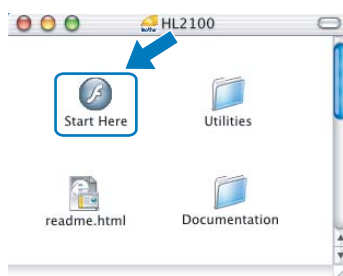 HL2100
Start Here
Utilities
readme.html
Documentation